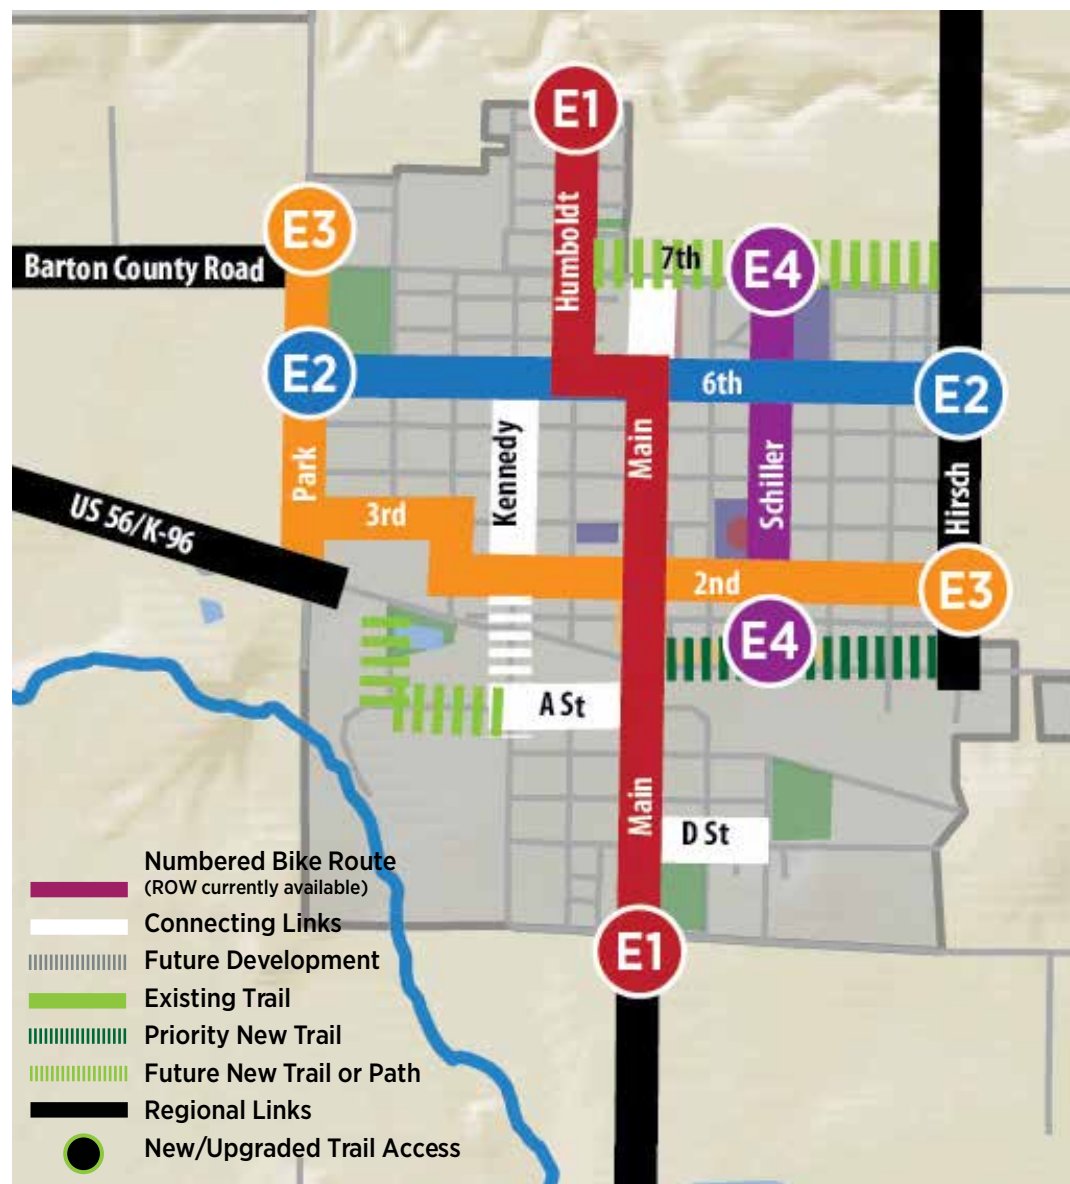 E1
Humboldt
E3
7th
E4
Barton County Road
E2
6th
E2
Kennedy
Main
Park
Schiller
Hirsch
3rd
US 56/K-96
2nd
E3
E4
A St
Main
D St
E1
Numbered Bike Route
(ROW currently available)
Connecting Links
Future Development
Existing Trail
Priority New Trail
Future New Trail or Path
Regional Links
New/Upgraded Trail Access